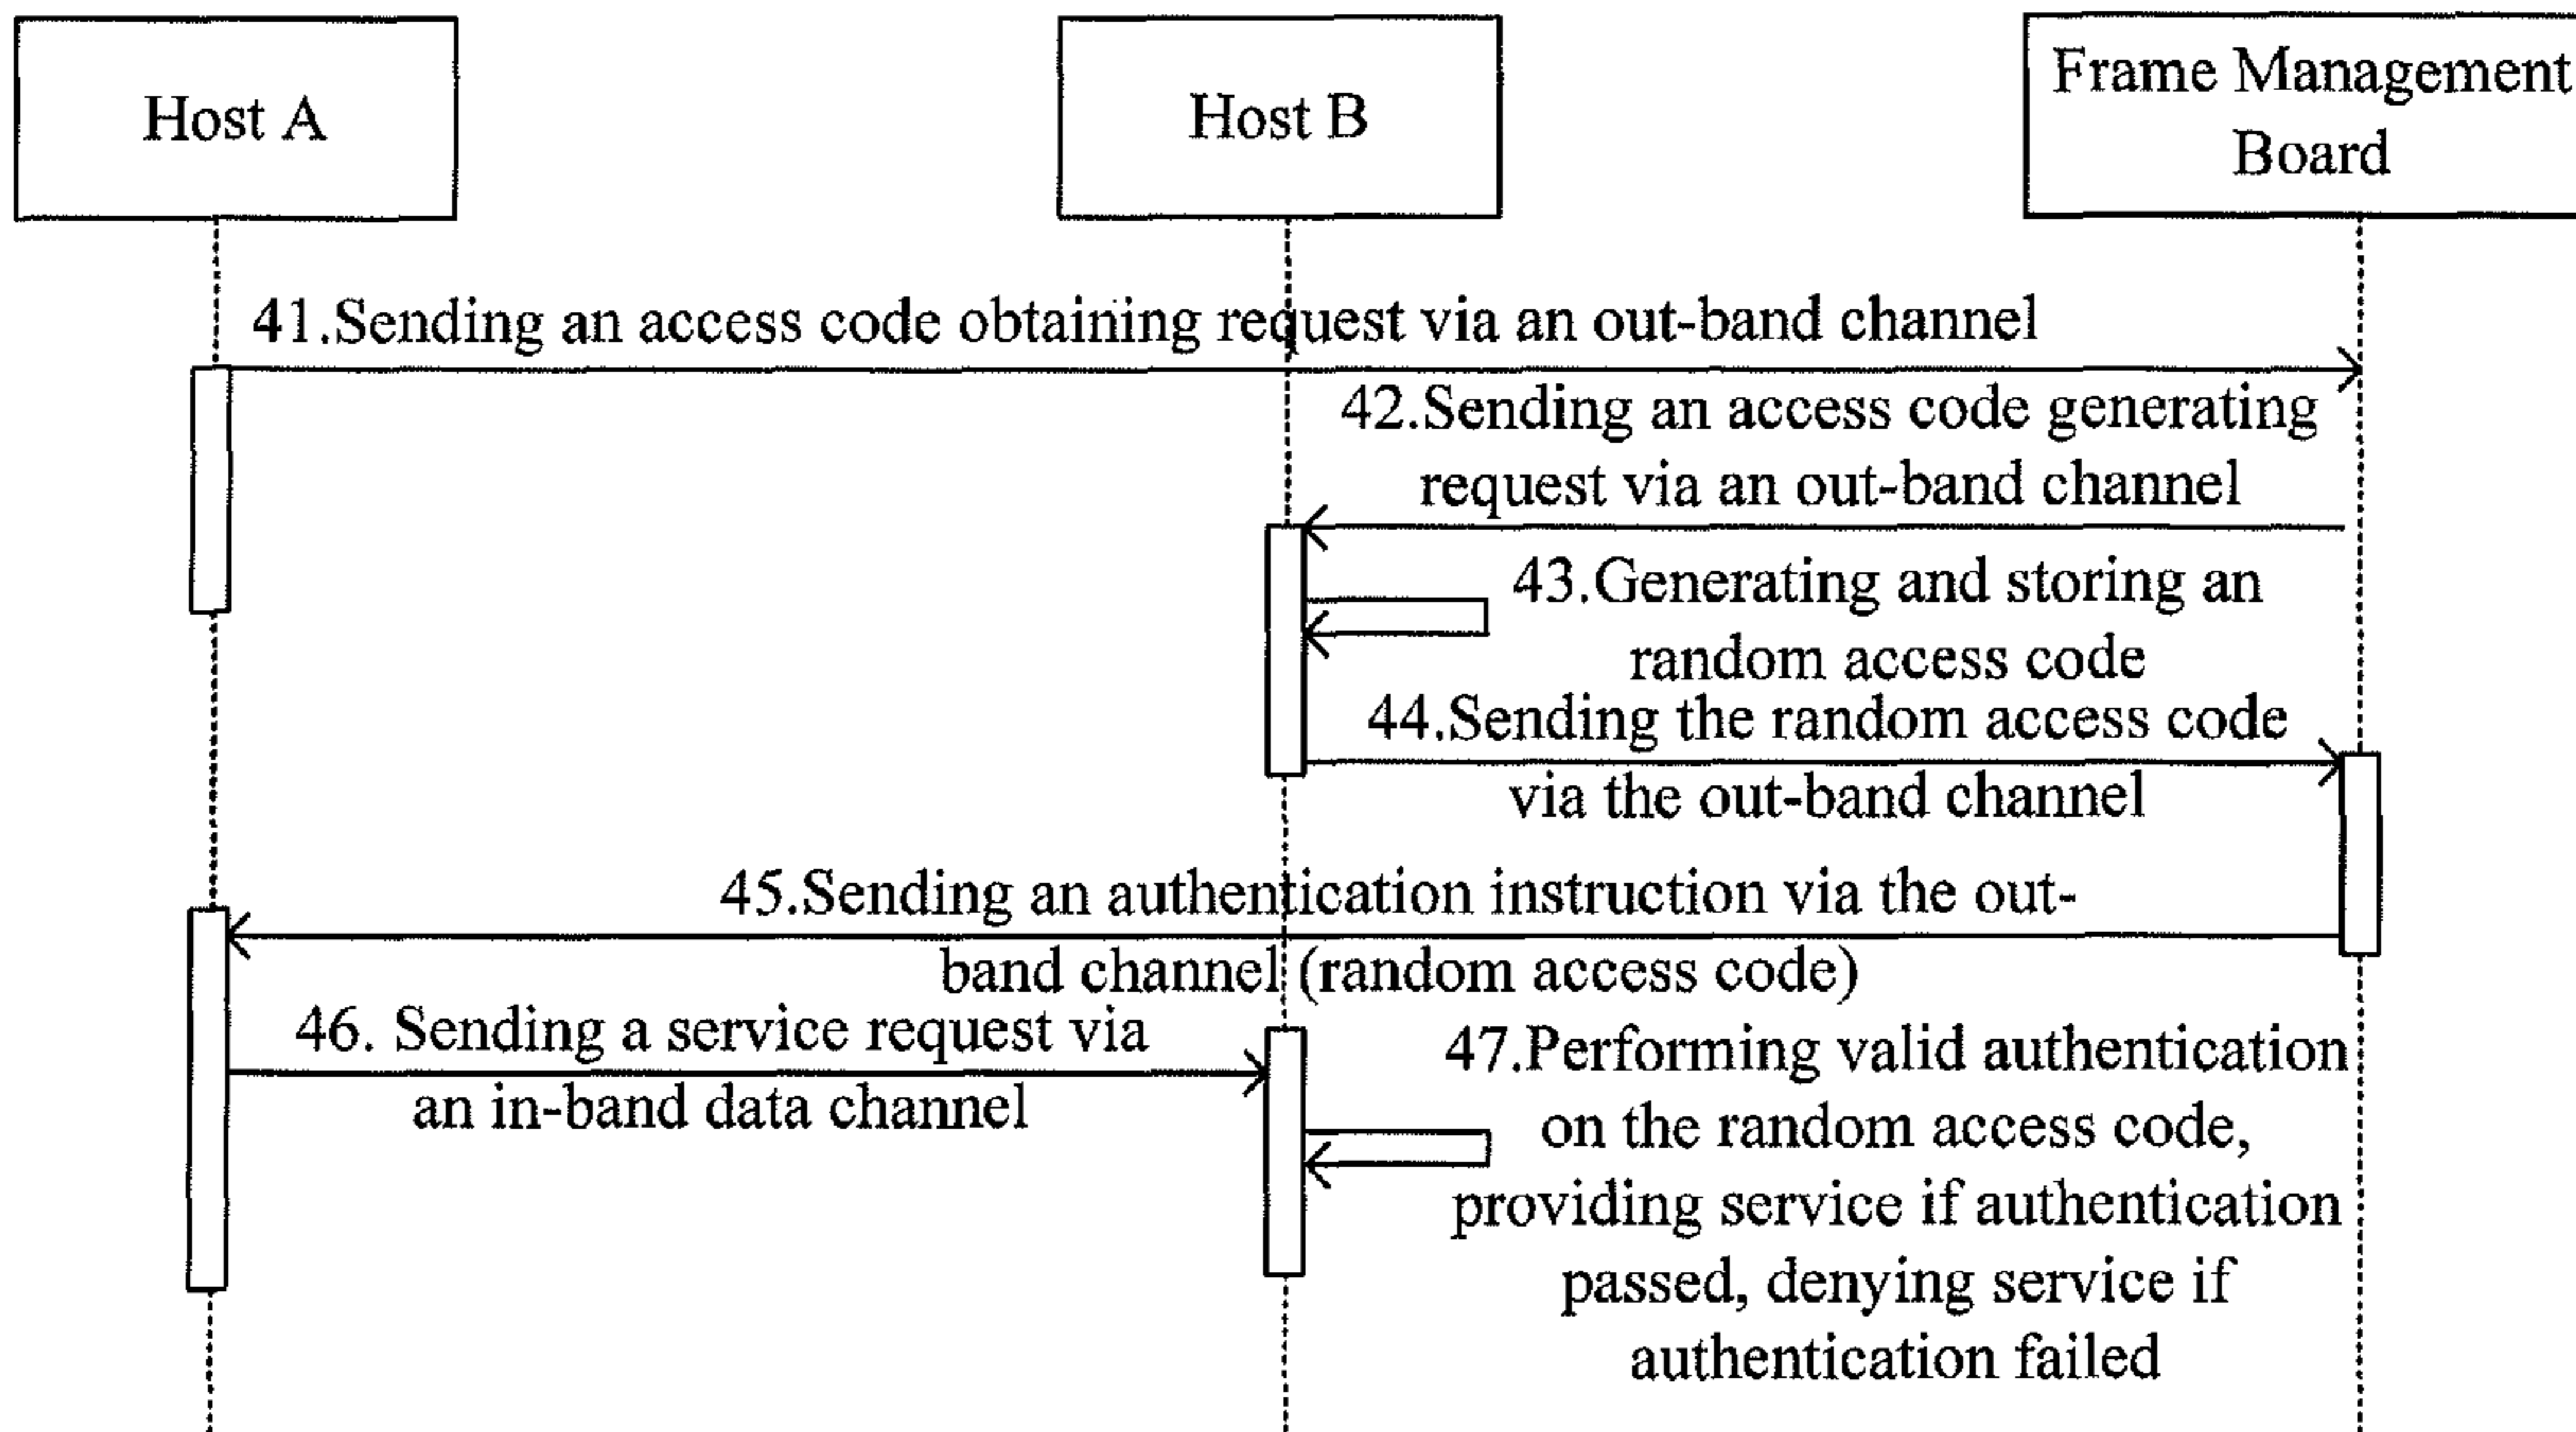 Host A
Host B
Frame Management
Board
41.Sending an access code obtaining request via an out-band channel
42.Sending an access code generating
request via an out-band channel
43.Generating and storing an
random access code
44.Sending the random access code
via the out-band channel
45.Sending an authentication instruction via the out-
band channel (random access code)
46. Sending a service request via
an in-band data channel
47.Performing valid authentication
on the random access code,
providing service if authentication
passed, denying service if
authentication failed